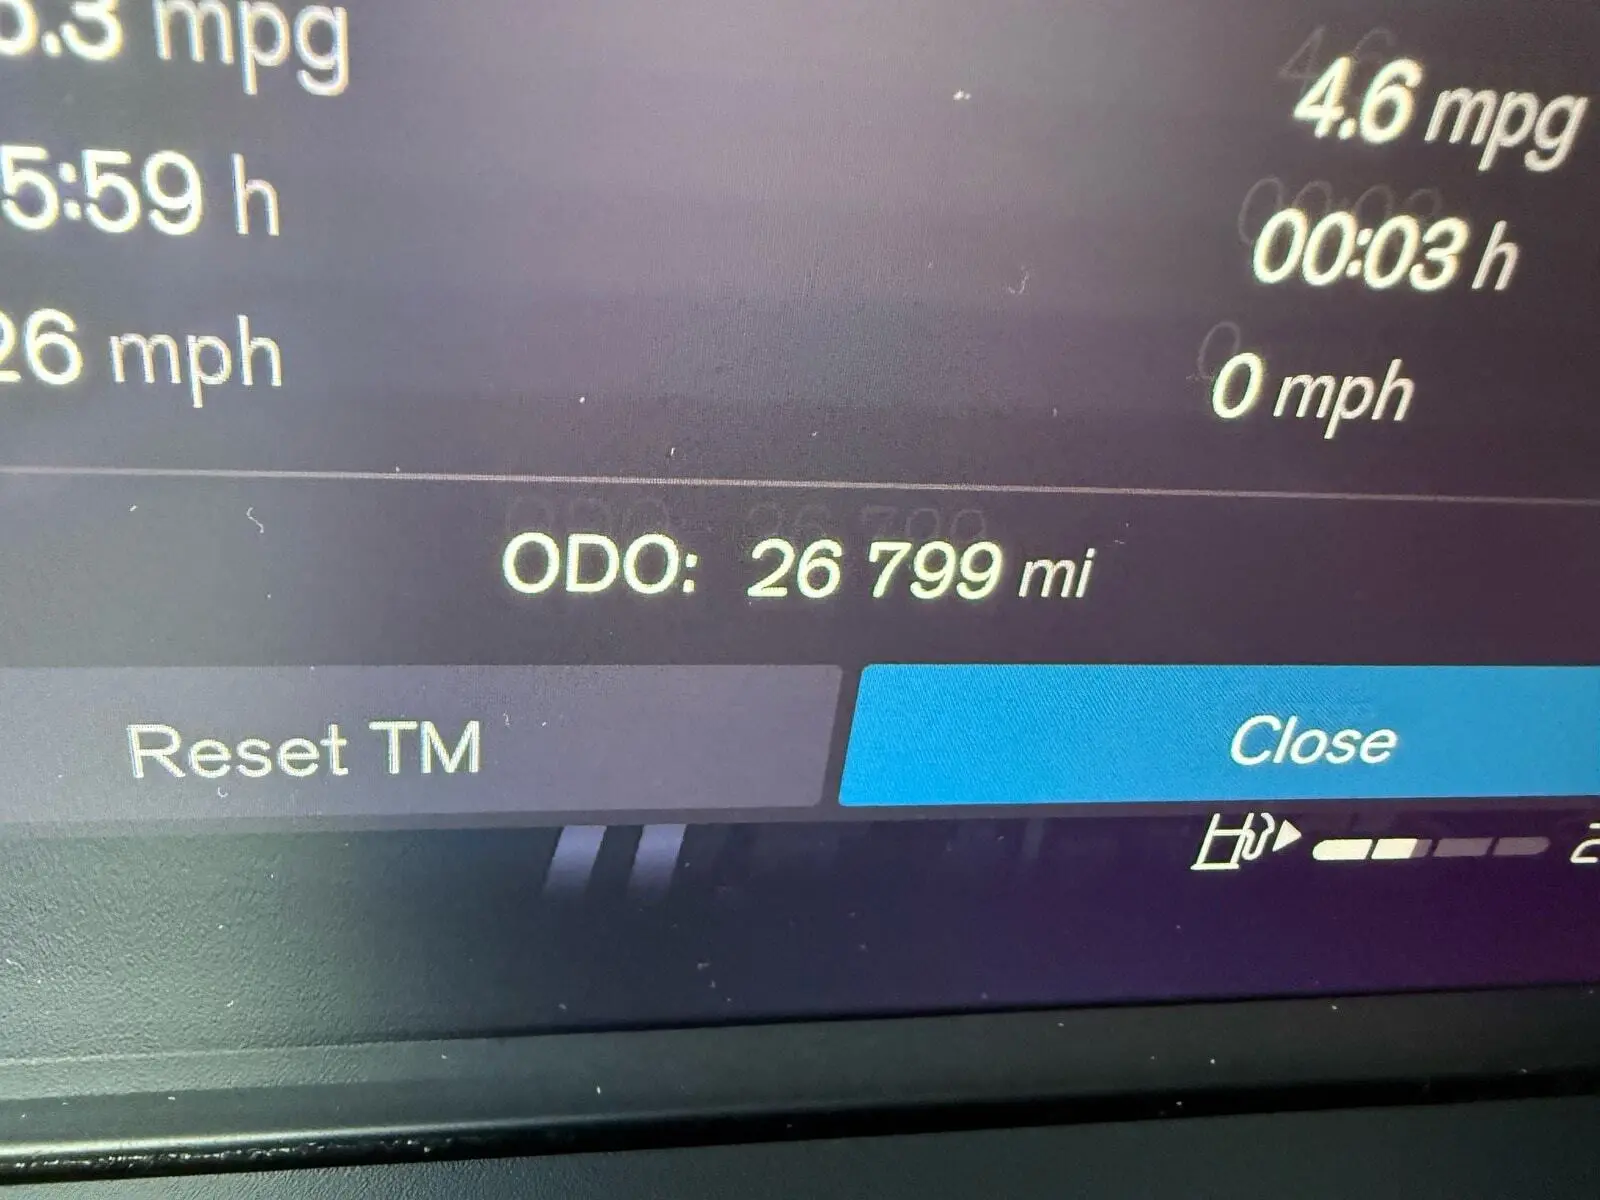 .3 mpg
4.6 mpg
5:59 h
00:03 h
26 mph
0 mph
ODO: 26 799 mi
Reset TM
Close